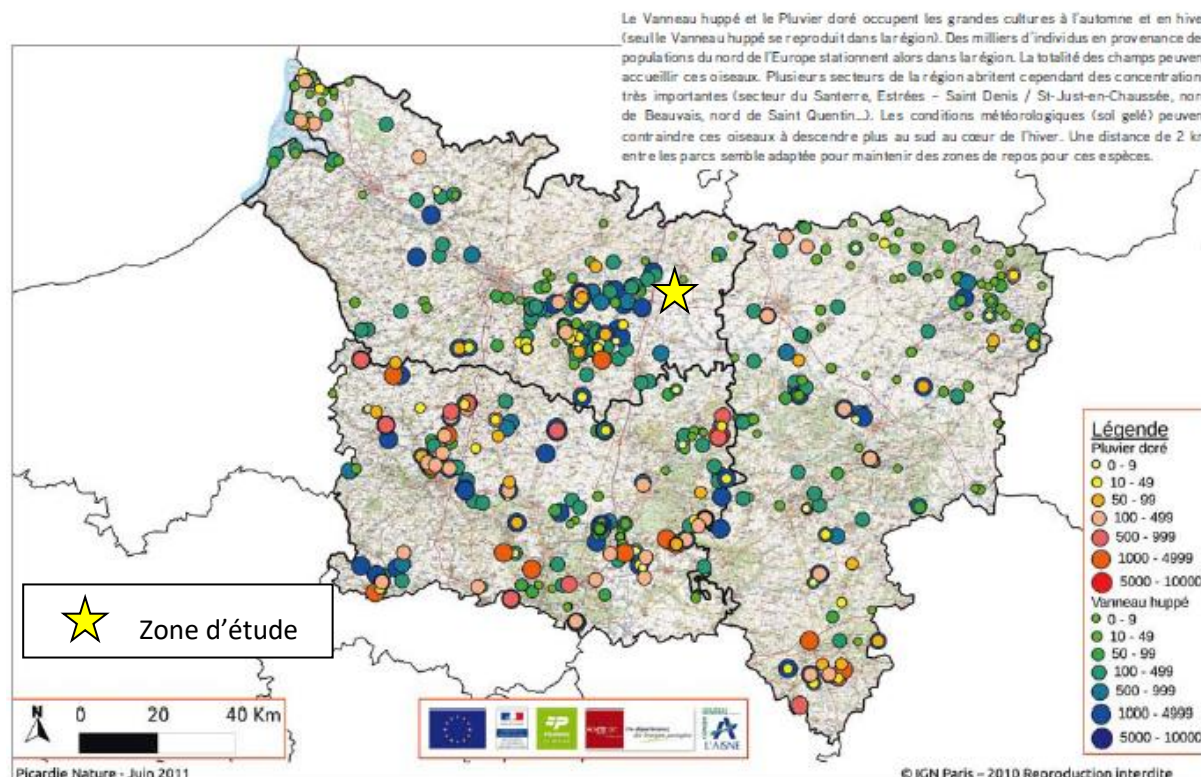 Le Vanneau huppé et le Pluvier doré occupent les grandes cultures à l'automne et en hive
(seul le Vanneau huppé se reproduit dans la région). Des milliers d'individus en provenance de
populations du nord de l'Europe stationnent alors dans la région. La totalité des champs peuven
accueillir ces oiseaux. Plusieurs secteurs de la région abritent cependant des concentration
très importantes (secteur du Santerre, Estrées – Saint Denis / St-Just-en-Chaussée, nor
de Beauvais, nord de Saint Quentin...). Les conditions météorologiques (sol gelé) peuven
contraindre ces oiseaux à descendre plus au sud au cœur de l'hiver. Une distance de 2 k
entre les parcs semble adaptée pour maintenir des zones de repos pour ces espèces.
Légende
Pluvier doré
0 - 9
10 - 49
50 - 99
100 - 499
500 - 999
1000 - 4999
5000 - 10000
Vanneau huppé
0 - 9
10 - 49
50 - 99
100 - 499
500 - 999
1000 - 4999
5000 - 10000
Zone d'étude
N
0 20 40 Km
L'AISNE
Picardie Nature - Juin 2011
© IGN Paris – 2010 Reproduction interdite